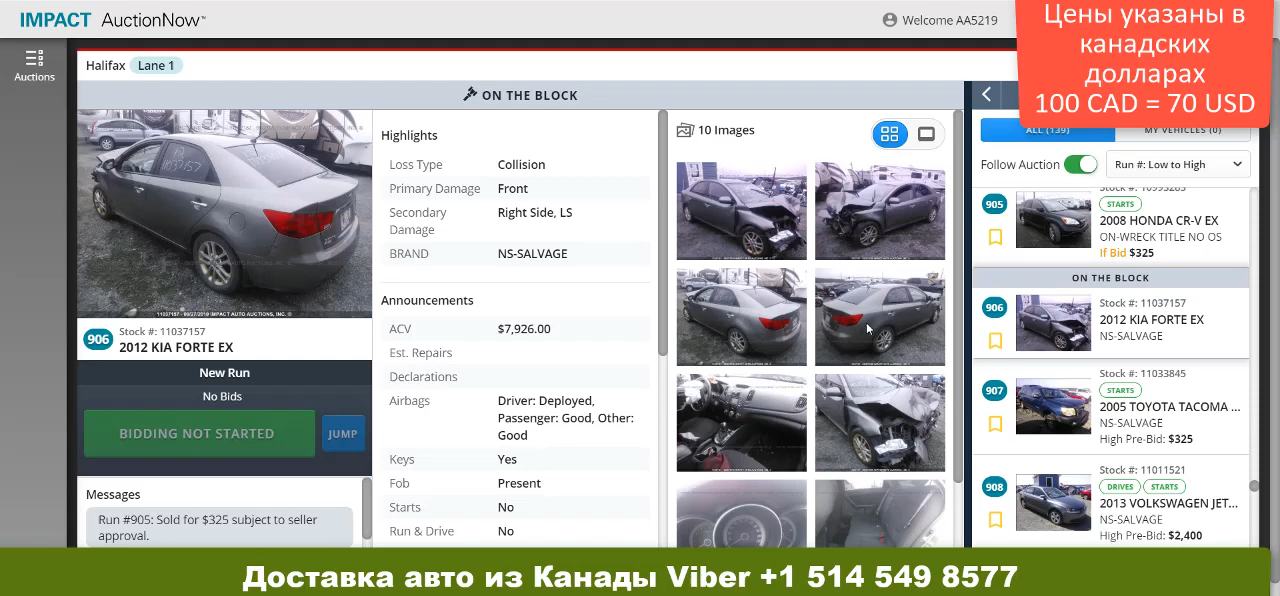 IMPACT AuctionNow™
Welcome AA5219
Цены указаны в
канадских
долларах
100 CAD = 70 USD
Auctions
Halifax Lane 1
ON THE BLOCK
11037157
906
Stock #: 11037157
2012 KIA FORTE EX
New Run
No Bids
BIDDING NOT STARTED
JUMP
Messages
Run #905: Sold for $325 subject to seller
approval.
Highlights
Loss Type Collision
Primary Damage Front
Secondary
Damage
Right Side, LS
BRAND NS-SALVAGE
Announcements
ACV $7,926.00
Est. Repairs
Declarations
Airbags Driver: Deployed,
Passenger: Good, Other:
Good
Keys Yes
Fob Present
Starts No
Run & Drive No
10 Images
ALL (139) MY VEHICLES (0)
Follow Auction Run #: Low to High
Stock #: 10995263
905
STARTS
2008 HONDA CR-V EX
ON-WRECK TITLE NO OS
If Bid $325
ON THE BLOCK
906
Stock #: 11037157
2012 KIA FORTE EX
NS-SALVAGE
907
Stock #: 11033845
STARTS
2005 TOYOTA TACOMA ...
NS-SALVAGE
High Pre-Bid: $325
908
Stock #: 11011521
DRIVES STARTS
2013 VOLKSWAGEN JET...
NS-SALVAGE
High Pre-Bid: $2,400
Доставка авто из Канады Viber +1 514 549 8577